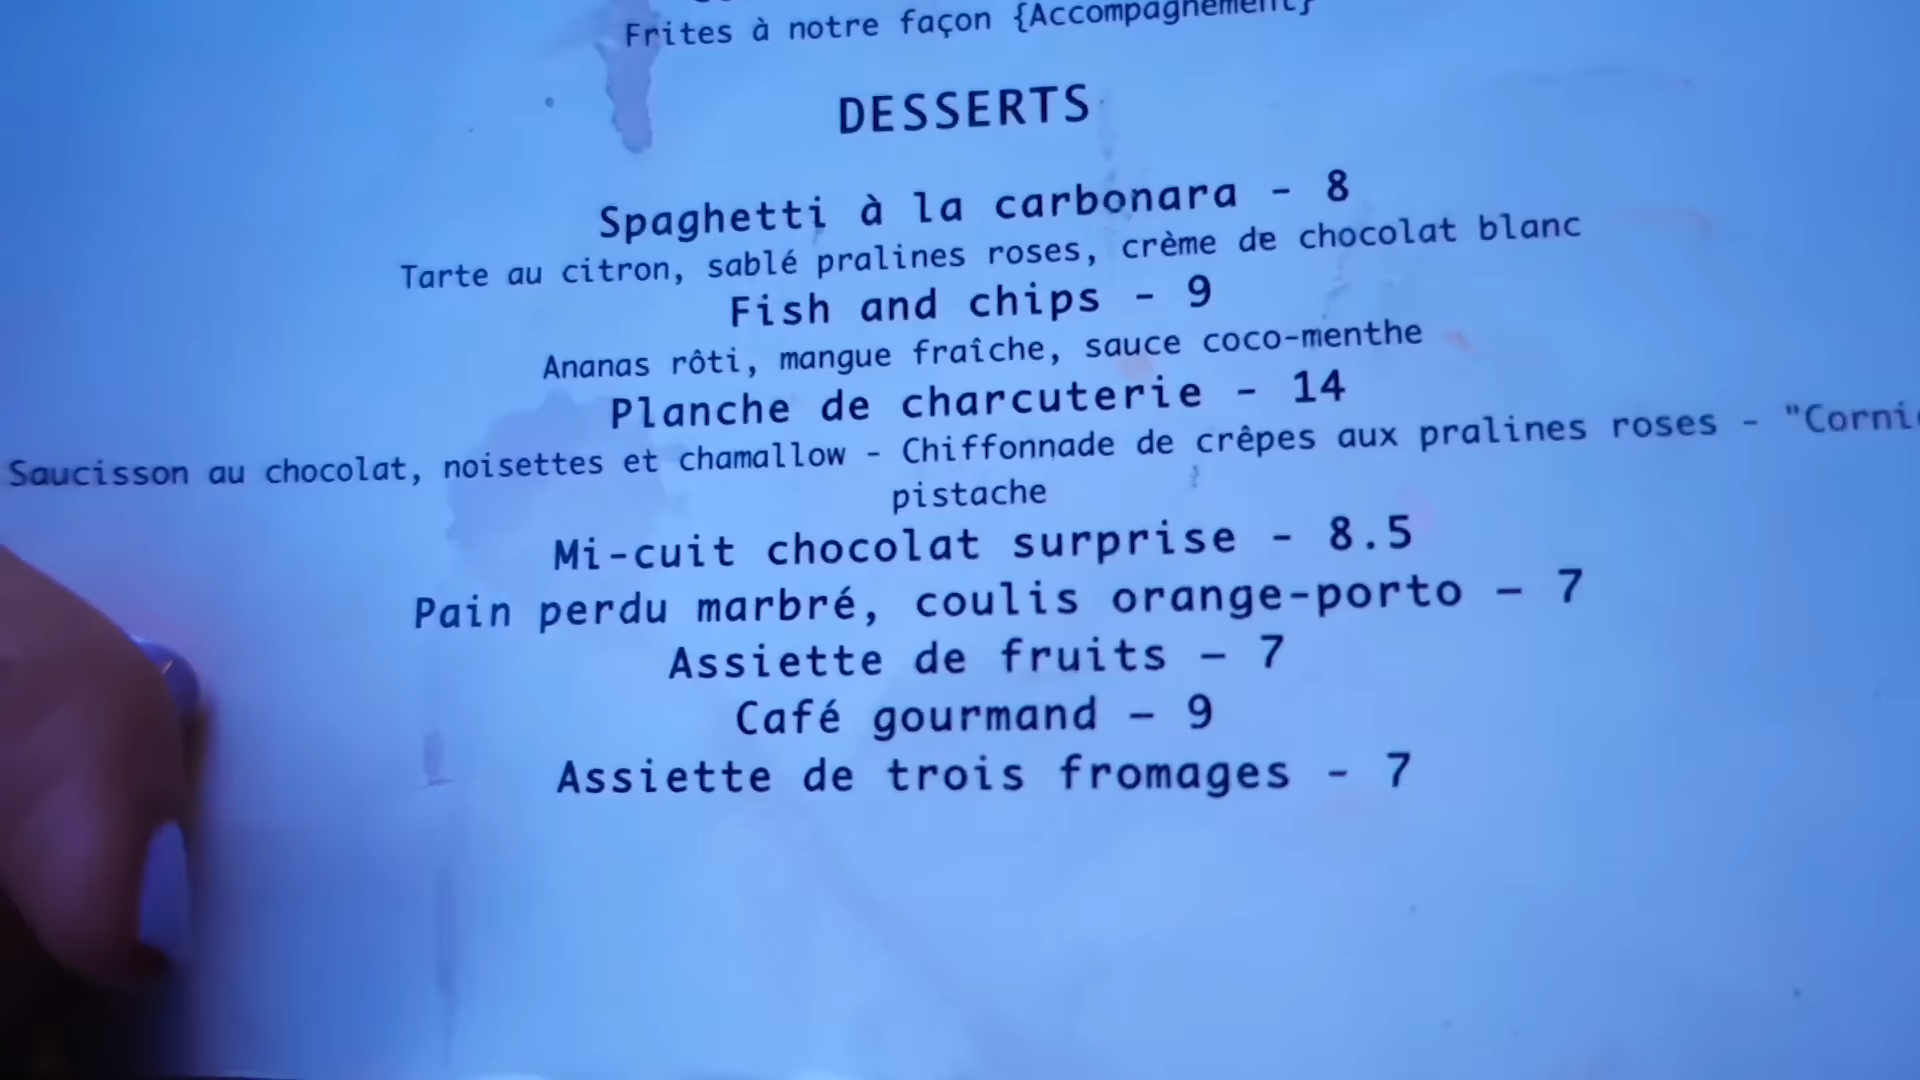 Frites à notre façon {Accompagnement}
DESSERTS
Spaghetti à la carbonara - 8
Tarte au citron, sablé pralines roses, crème de chocolat blanc
Fish and chips - 9
Ananas rôti, mangue fraîche, sauce coco-menthe
Planche de charcuterie - 14
Saucisson au chocolat, noisettes et chamallow - Chiffonnade de crêpes aux pralines roses - "Corni
pistache
Mi-cuit chocolat surprise - 8.5
Pain perdu marbré, coulis orange-porto – 7
Assiette de fruits – 7
Café gourmand – 9
Assiette de trois fromages - 7